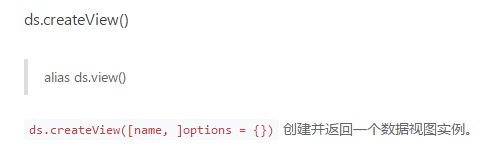 ds.createView()
alias ds.view()
ds.createView([name, ]options = {}) 创建并返回一个数据视图实例。